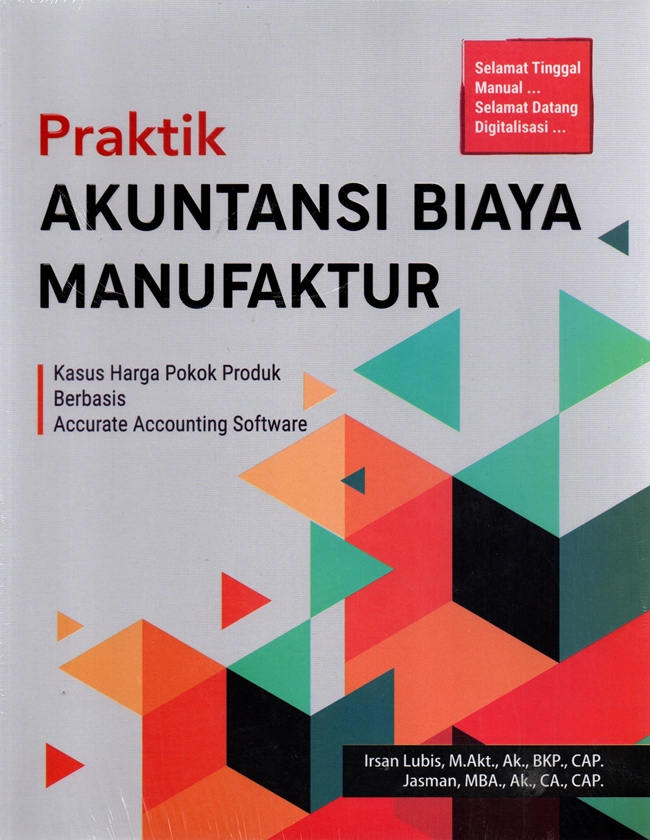 Selamat Tinggal
Manual ...
Selamat Datang
Digitalisasi ...
Praktik
AKUNTANSI BIAYA
MANUFAKTUR
Kasus Harga Pokok Produk
Berbasis
Accurate Accounting Software
Irsan Lubis, M.Akt., Ak., BKP., CAP.
Jasman, MBA., Ak., CA., CAP.